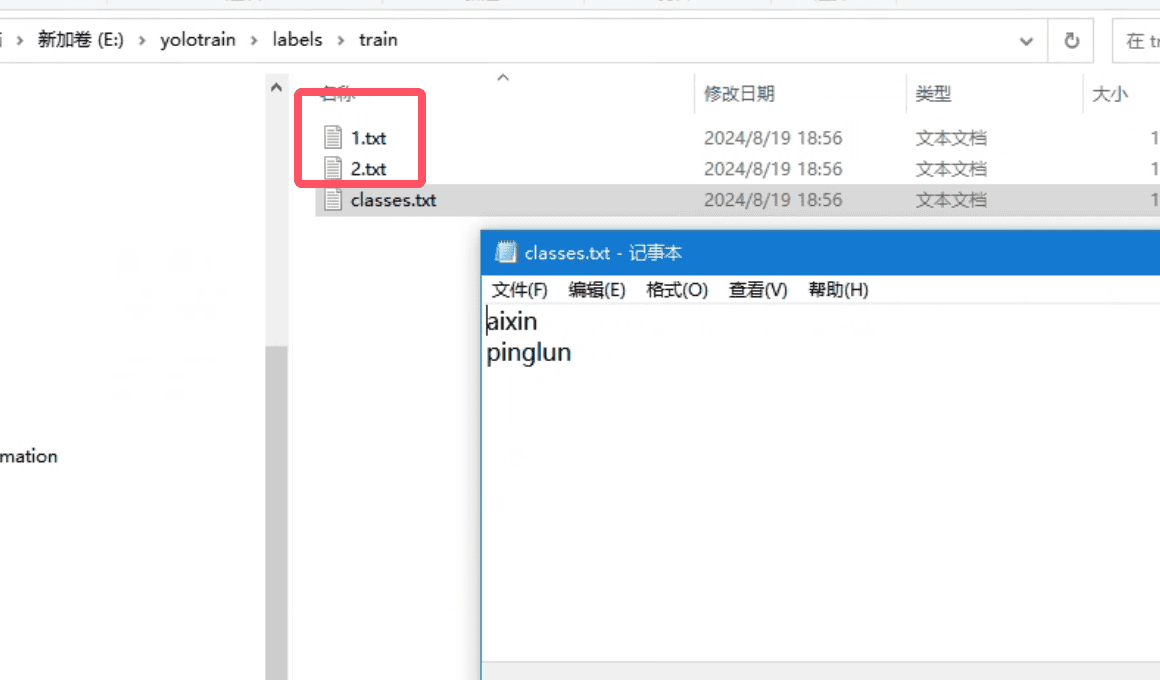 新加卷 (E:) › yolotrain › labels › train
名称 修改日期 类型 大小
1.txt 2024/8/19 18:56 文本文档 1
2.txt 2024/8/19 18:56 文本文档 1
classes.txt 2024/8/19 18:56 文本文档 1
classes.txt - 记事本
文件(F) 编辑(E) 格式(O) 查看(V) 帮助(H)
aixin
pinglun
mation